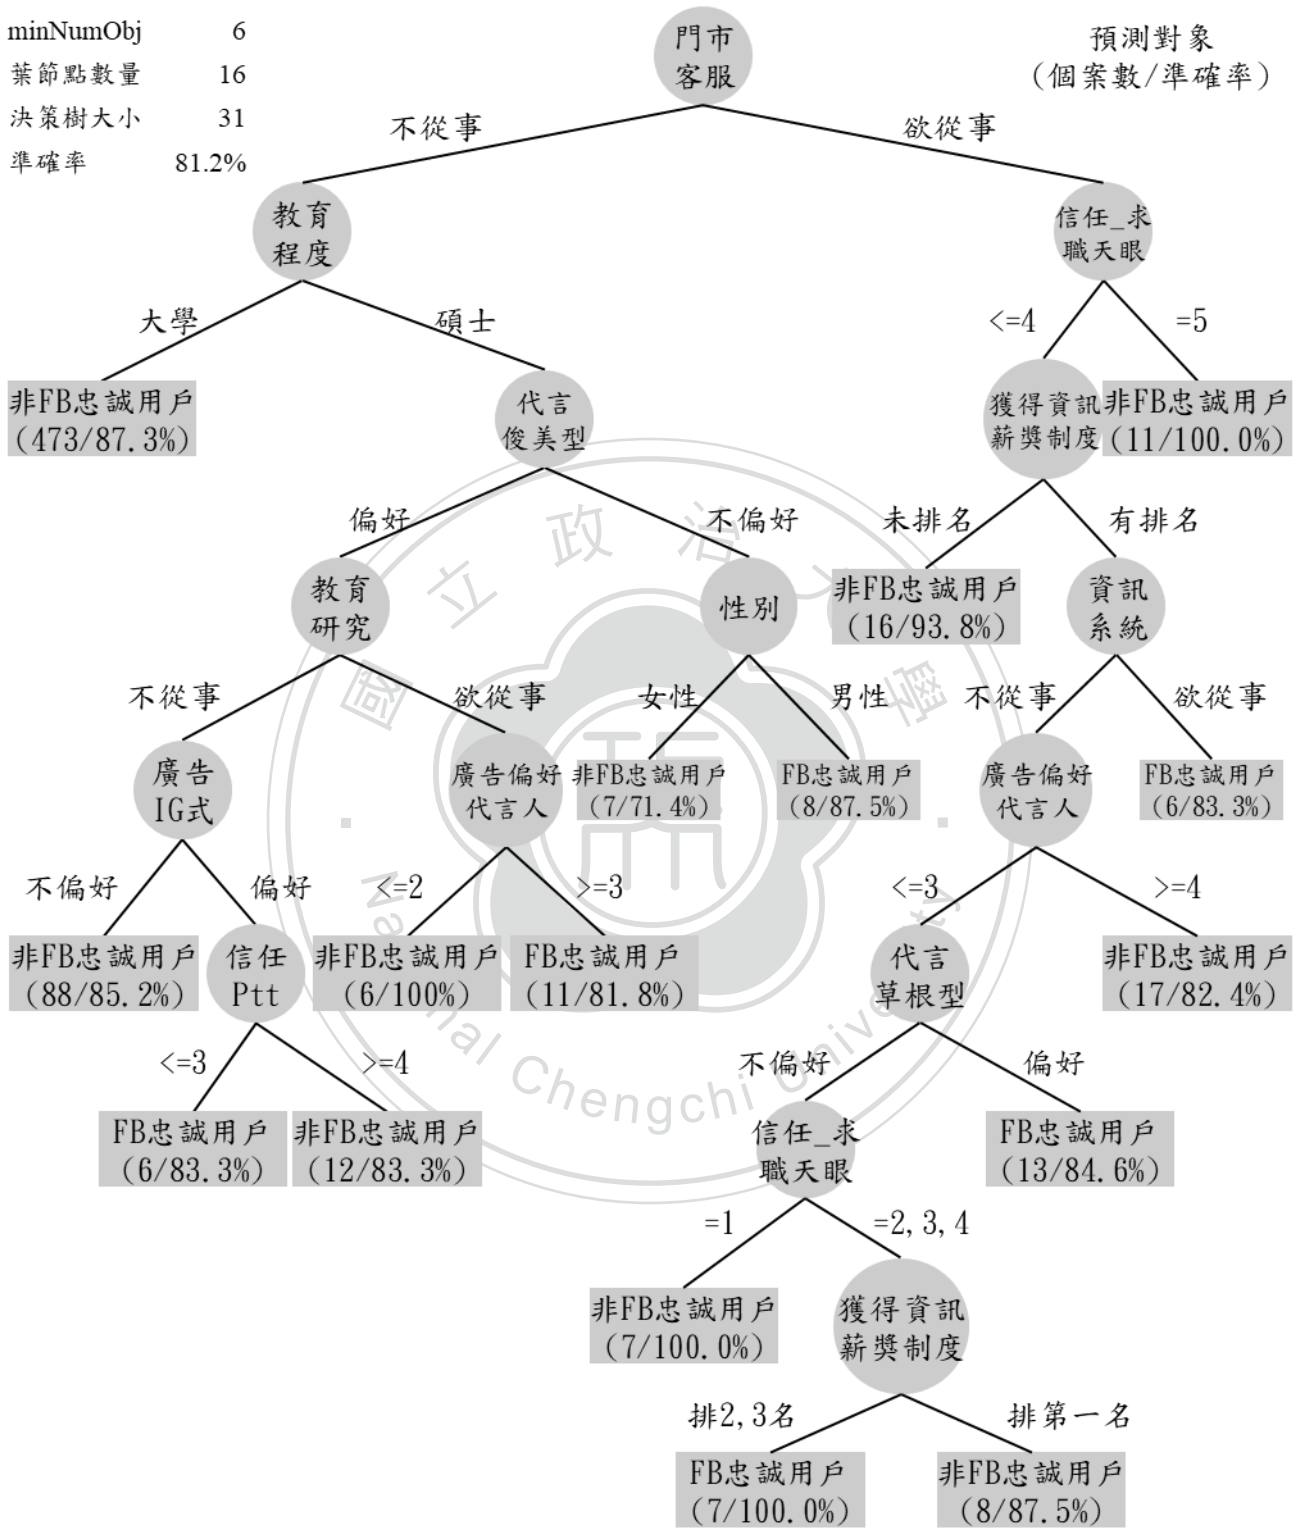 minNumObj 6
葉節點數量 16
決策樹大小 31
準確率 81.2%
預測對象
(個案數/準確率)
門市
客服
不從事
欲從事
教育
程度
信任_求
職天眼
大學
碩士
<=4
=5
非FB忠誠用戶
(473/87.3%)
代言
俊美型
獲得資訊
薪獎制度
非FB忠誠用戶
(11/100.0%)
偏好
不偏好
未排名
有排名
教育
研究
性別
非FB忠誠用戶
(16/93.8%)
資訊
系統
不從事
欲從事
女性
男性
不從事
欲從事
廣告
IG式
廣告偏好
代言人
非FB忠誠用戶
(7/71.4%)
FB忠誠用戶
(8/87.5%)
廣告偏好
代言人
FB忠誠用戶
(6/83.3%)
不偏好
偏好
<=2
>=3
<=3
>=4
非FB忠誠用戶
(88/85.2%)
信任
Ptt
非FB忠誠用戶
(6/100%)
FB忠誠用戶
(11/81.8%)
代言
草根型
非FB忠誠用戶
(17/82.4%)
<=3
>=4
不偏好
偏好
FB忠誠用戶
(6/83.3%)
非FB忠誠用戶
(12/83.3%)
信任_求
職天眼
FB忠誠用戶
(13/84.6%)
=1
=2,3,4
非FB忠誠用戶
(7/100.0%)
獲得資訊
薪獎制度
排2,3名
排第一名
FB忠誠用戶
(7/100.0%)
非FB忠誠用戶
(8/87.5%)
國立政治大學
National Chengchi University